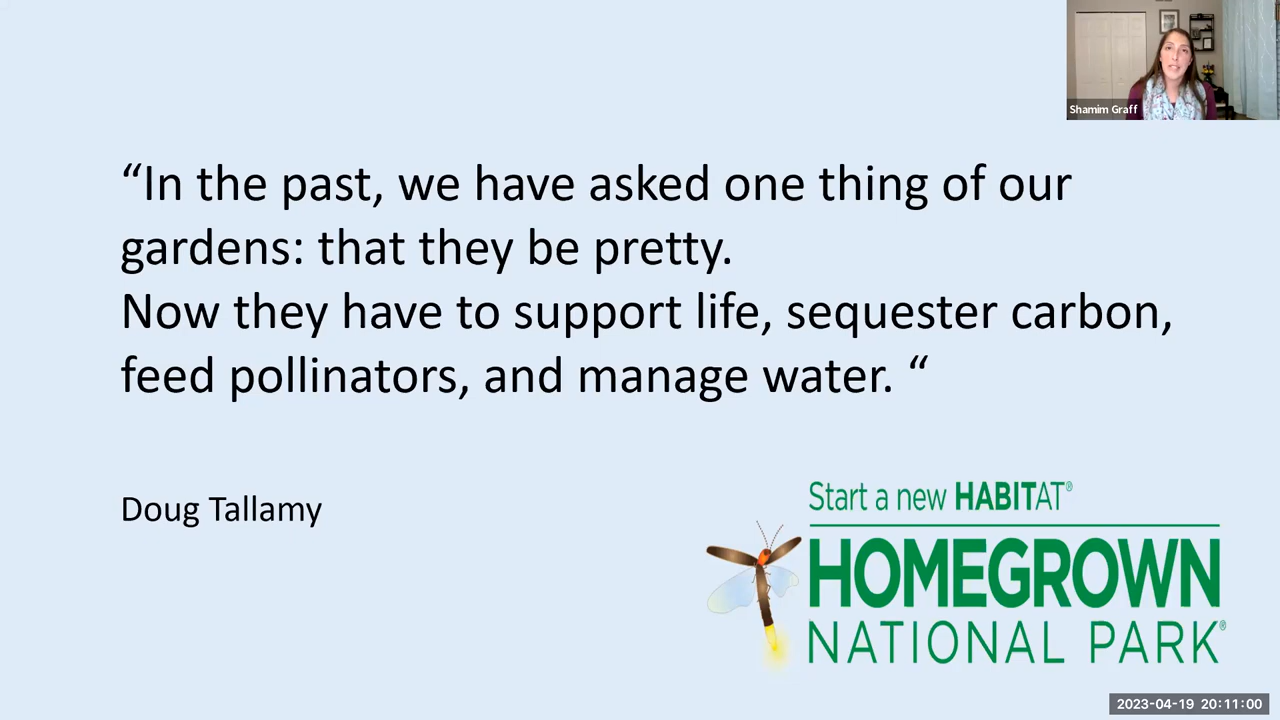 Shamim Graff
“In the past, we have asked one thing of our
gardens: that they be pretty.
Now they have to support life, sequester carbon,
feed pollinators, and manage water. “
Doug Tallamy
Start a new HABITAT®
HOMEGROWN
NATIONAL PARK®
2023-04-19 20:11:00